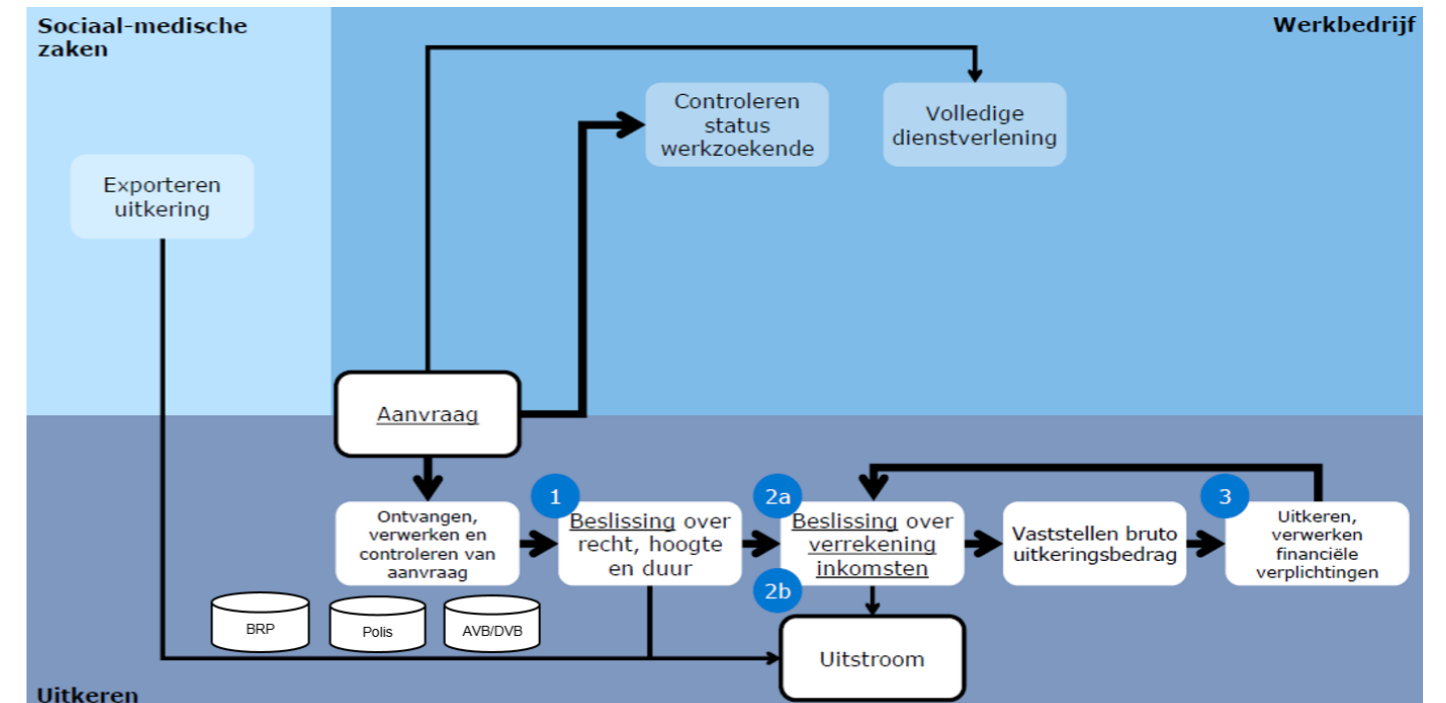 Sociaal-medische
zaken
Werkbedrijf
Controleren
status
werkzoekende
Volledige
dienstverlening
Exporteren
uitkering
Aanvraag
1
2a
3
Ontvangen,
verwerken en
controleren van
aanvraag
Beslissing over
recht, hoogte
en duur
Beslissing over
verrekening
inkomsten
Vaststellen bruto
uitkeringsbedrag
Uitkeren,
verwerken
financiële
verplichtingen
2b
BRP
Polis
AVB/DVB
Uitstroom
Uitkeren